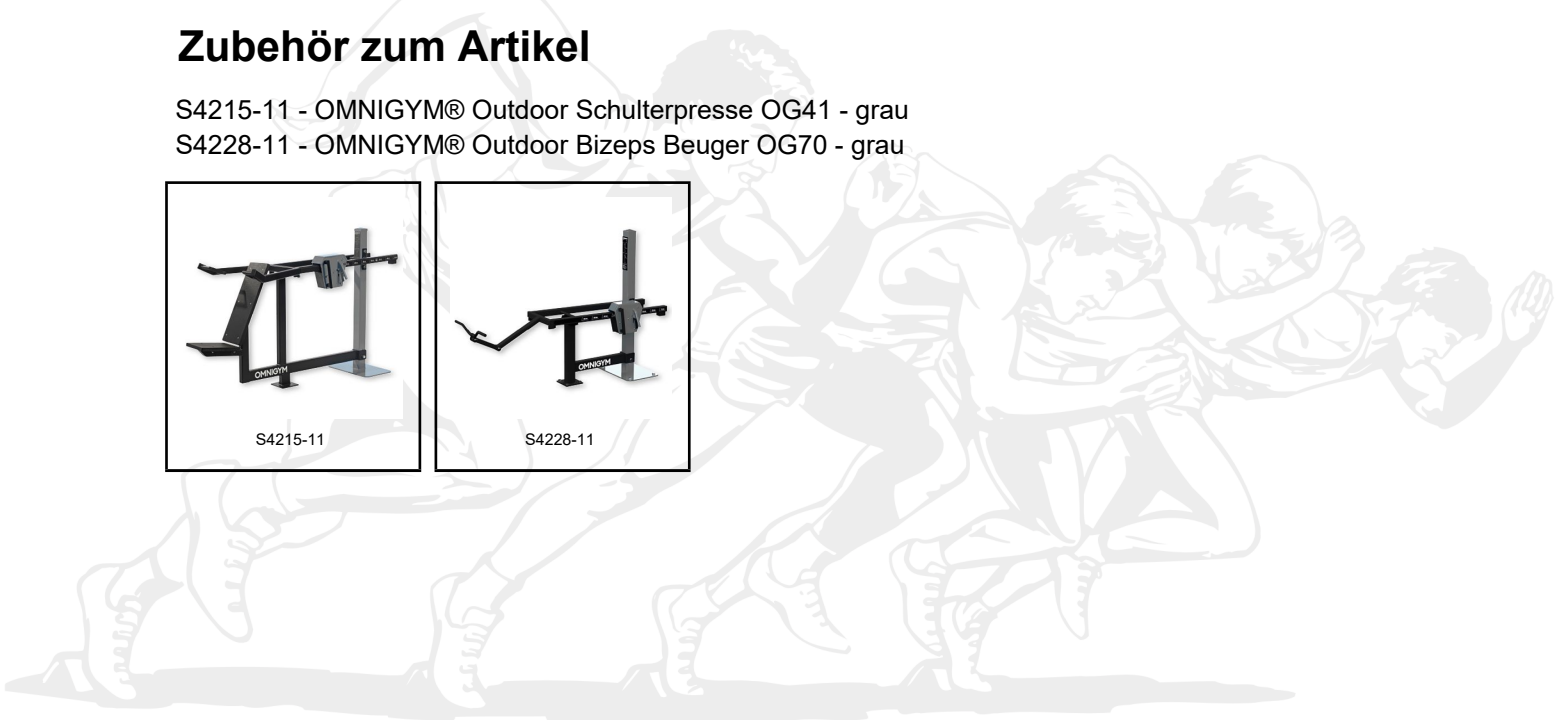 Zubehör zum Artikel
S4215-11 - OMNIGYM® Outdoor Schulterpresse OG41 - grau
S4228-11 - OMNIGYM® Outdoor Bizeps Beuger OG70 - grau
OMNIGYM
OMNIGYM
S4215-11
S4228-11